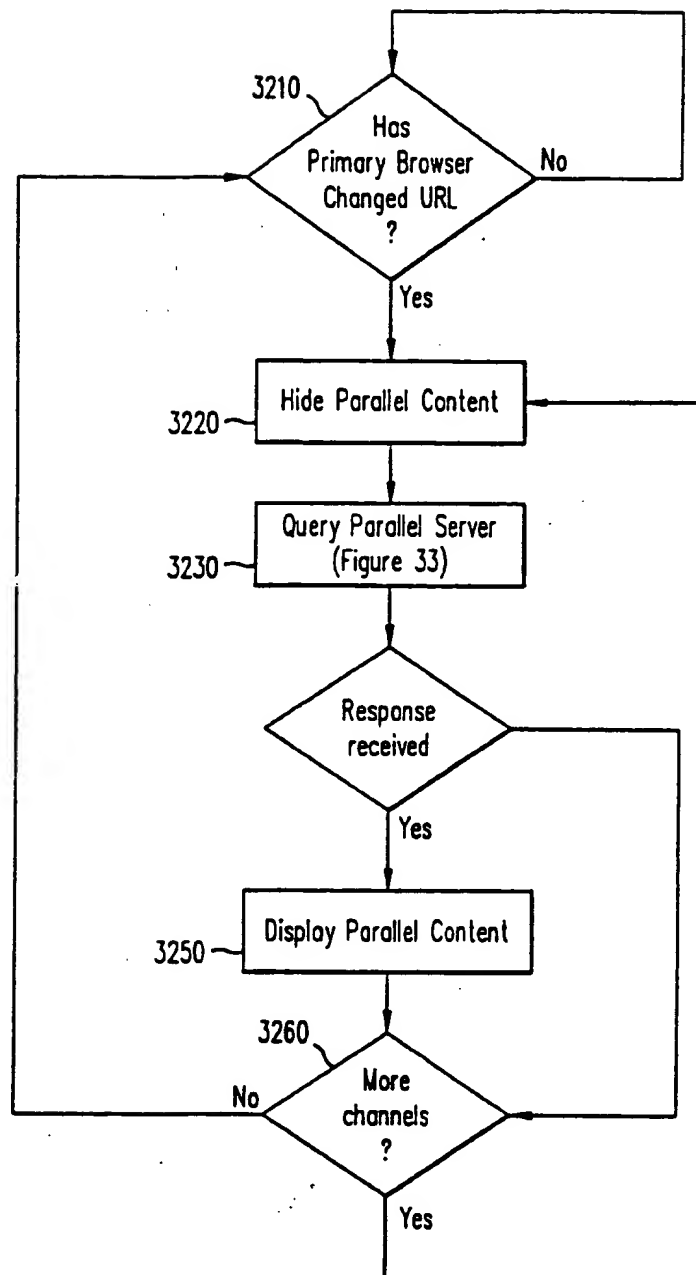 3210
Has
Primary Browser
Changed URL
?
No
Yes
Hide Parallel Content
3220
Query Parallel Server
(Figure 33)
3230
Response
received
Yes
Display Parallel Content
3250
3260
More
channels
?
No
Yes